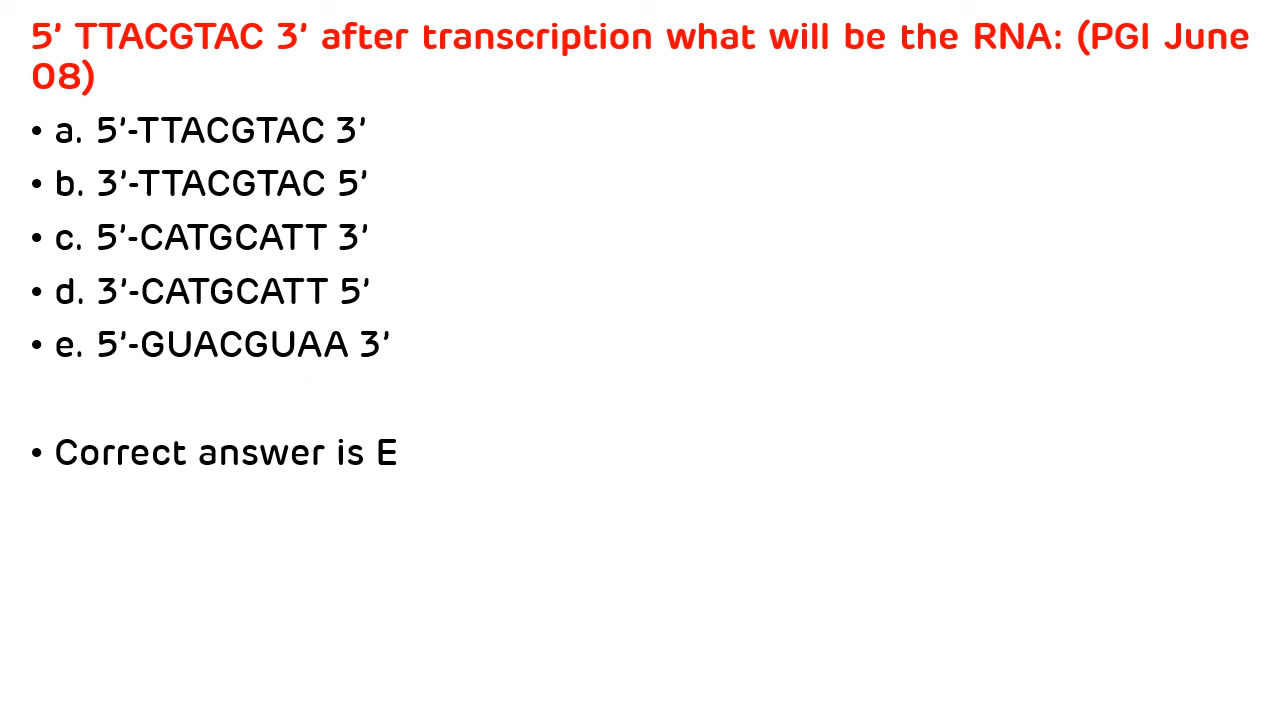 5' TTACGTAC 3' after transcription what will be the RNA: (PGI June
08)
• a. 5'-TTACGTAC 3'
• b. 3'-TTACGTAC 5'
• c. 5'-CATGCATT 3'
• d. 3'-CATGCATT 5'
• e. 5'-GUACGUAA 3'
• Correct answer is E